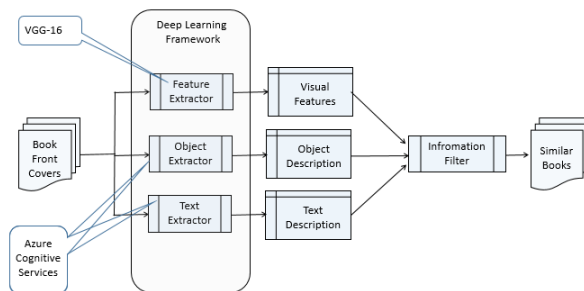 VGG-16
Deep Learning
Framework
Feature
Extractor
Visual
Features
Book
Front
Covers
Object
Extractor
Object
Description
Infromation
Filter
Similar
Books
Text
Extractor
Text
Description
Azure
Cognitive
Services